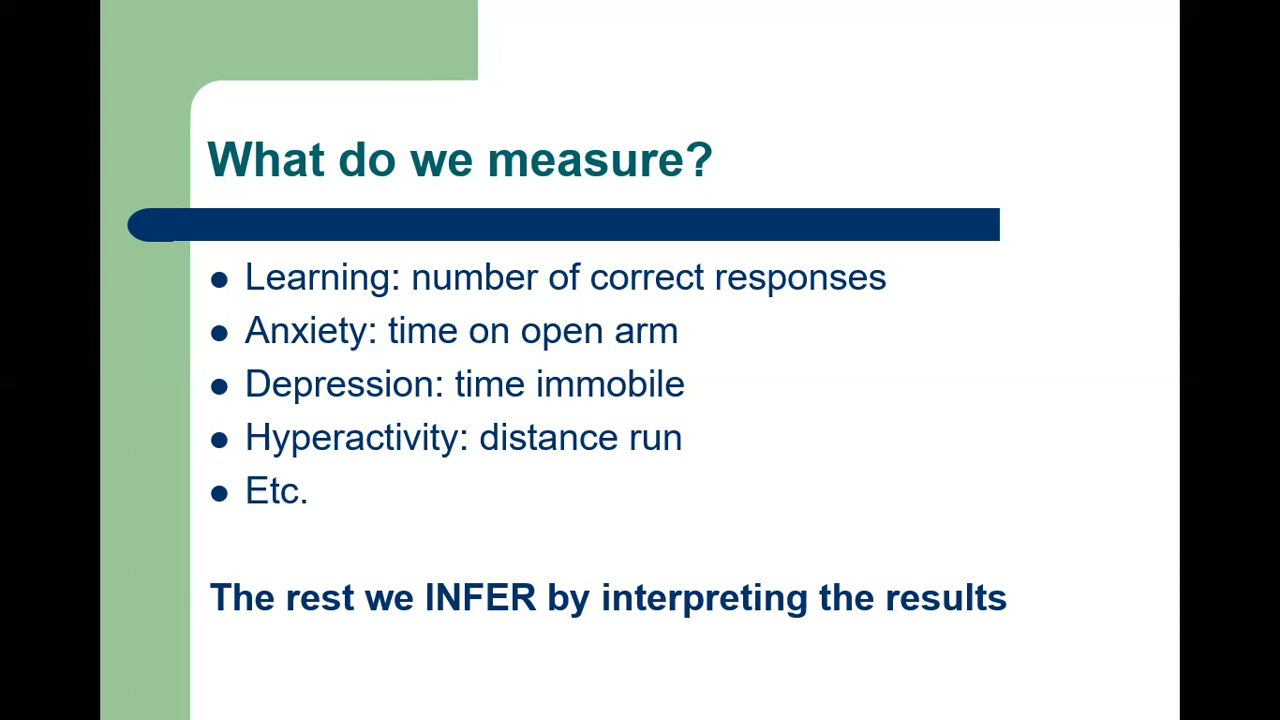 What do we measure?
Learning: number of correct responses
Anxiety: time on open arm
Depression: time immobile
Hyperactivity: distance run
Etc.
The rest we INFER by interpreting the results